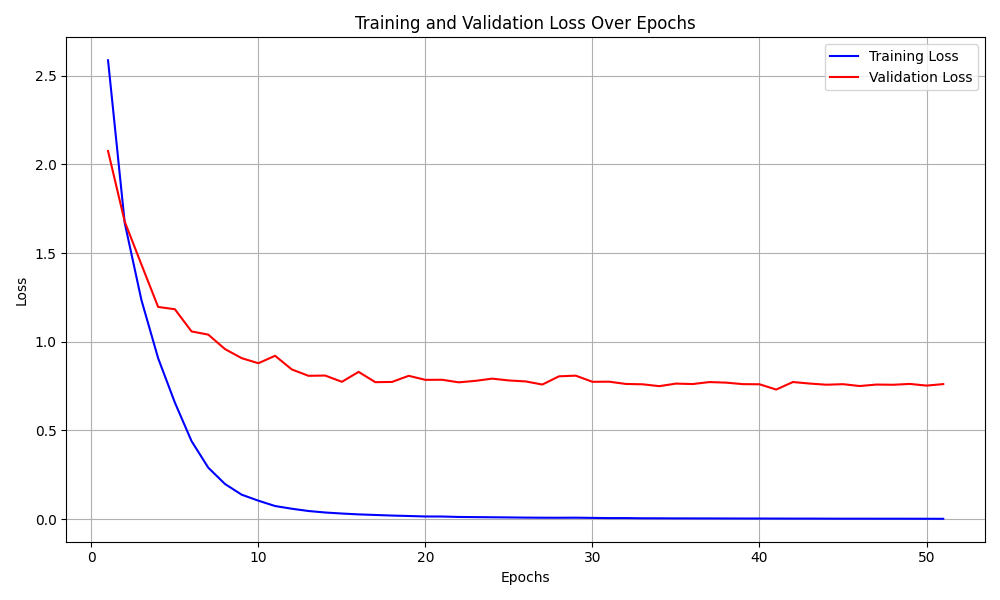 Training and Validation Loss Over Epochs
Training Loss
Validation Loss
2.5
2.0
1.5
1.0
0.5
0.0
Loss
0 10 20 30 40 50
Epochs